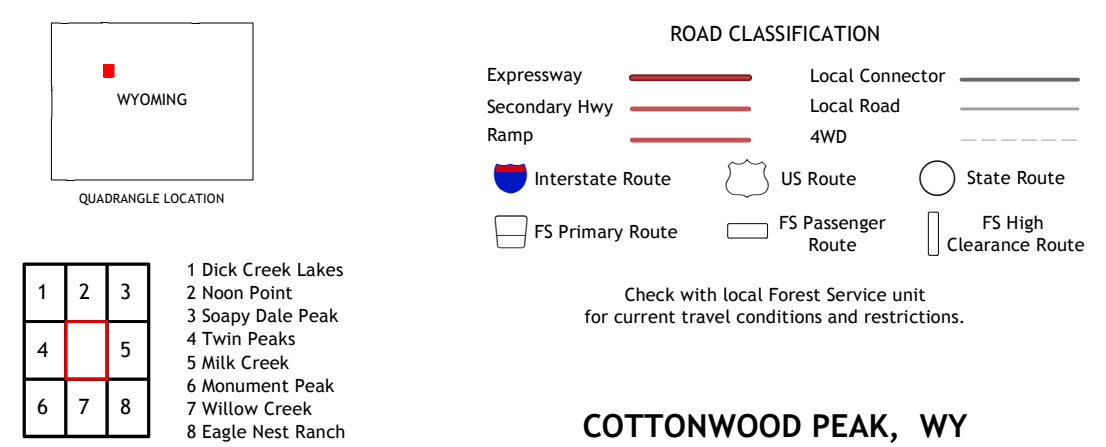 WYOMING
QUADRANGLE LOCATION
1 2 3
4 5
6 7 8
1 Dick Creek Lakes
2 Noon Point
3 Soapy Dale Peak
4 Twin Peaks
5 Milk Creek
6 Monument Peak
7 Willow Creek
8 Eagle Nest Ranch
ROAD CLASSIFICATION
Expressway Local Connector
Secondary Hwy Local Road
Ramp 4WD
Interstate Route US Route State Route
FS Primary Route
FS Passenger
Route
FS High
Clearance Route
Check with local Forest Service unit
for current travel conditions and restrictions.
COTTONWOOD PEAK, WY